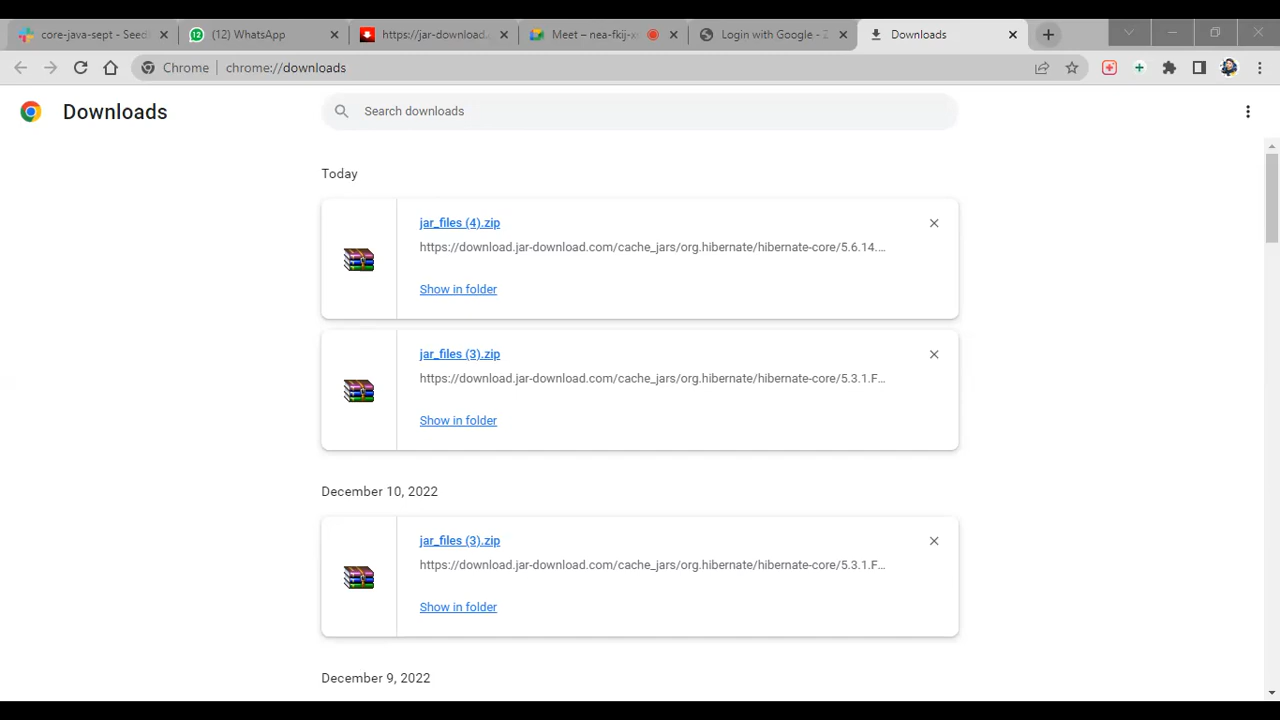 core-java-sept - Seed
12
(12) WhatsApp
https://jar-download.
Meet – nea-fkij-x
Login with Google - Z
Downloads
Chrome
chrome://downloads
Downloads
Search downloads
Today
jar_files (4).zip
https://download.jar-download.com/cache_jars/org.hibernate/hibernate-core/5.6.14.…
Show in folder
jar_files (3).zip
https://download.jar-download.com/cache_jars/org.hibernate/hibernate-core/5.3.1.F…
Show in folder
December 10, 2022
jar_files (3).zip
https://download.jar-download.com/cache_jars/org.hibernate/hibernate-core/5.3.1.F…
Show in folder
December 9, 2022